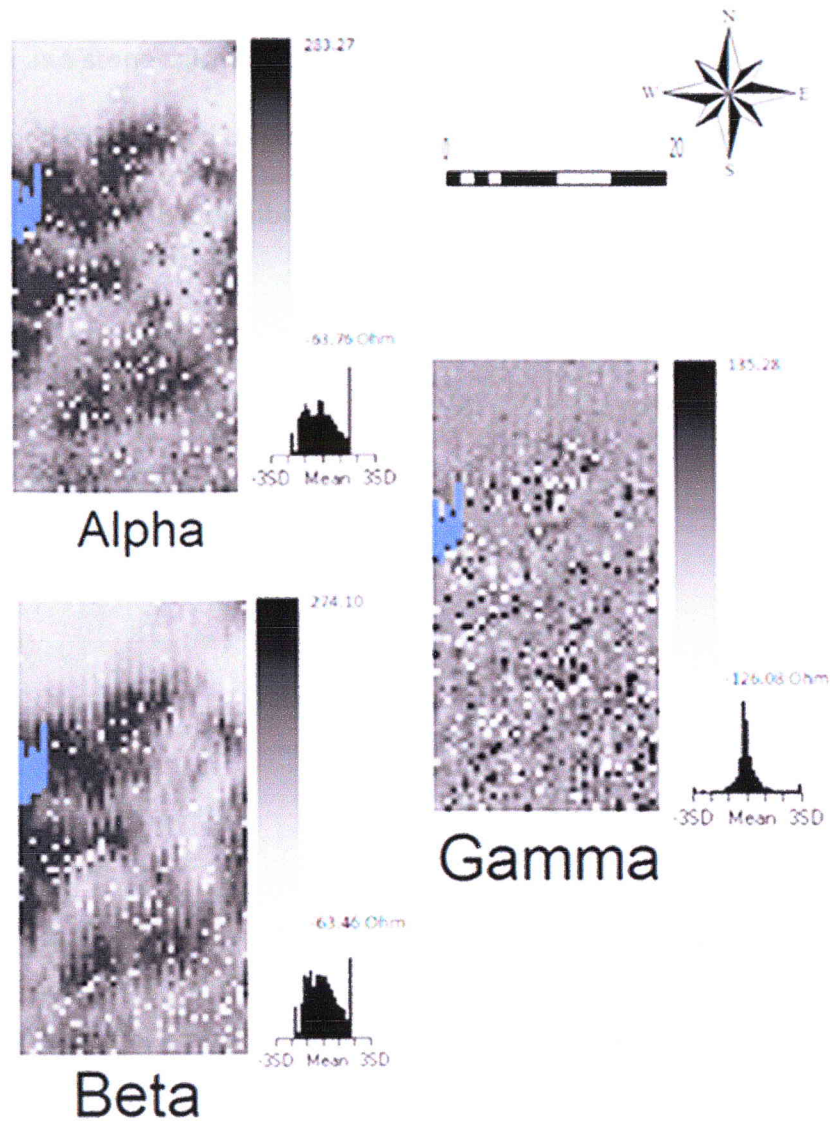 283.27
-63.76 Ohm
-3SD Mean 3SD
Alpha
N
W E
S
0 20
135.28
-126.08 Ohm
-3SD Mean 3SD
Gamma
274.10
-63.46 Ohm
-3SD Mean 3SD
Beta